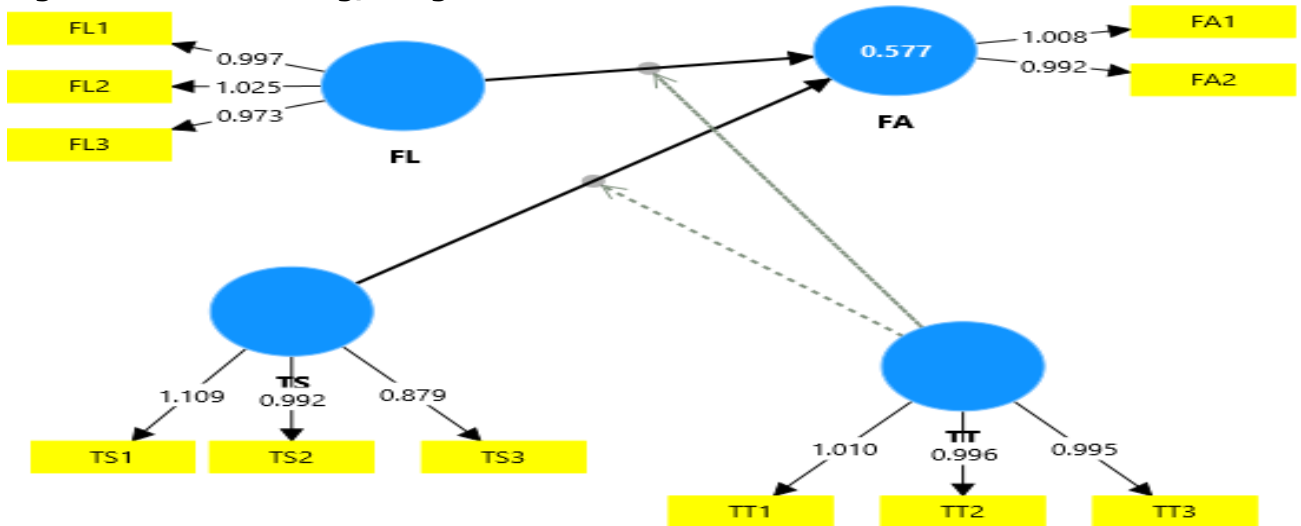 FL1
FL2
FL3
0.997
1.025
0.973
FL
0.577
FA
1.008
0.992
FA1
FA2
TS
1.109
0.992
0.879
TS1
TS2
TS3
TT
1.010
0.996
0.995
TT1
TT2
TT3